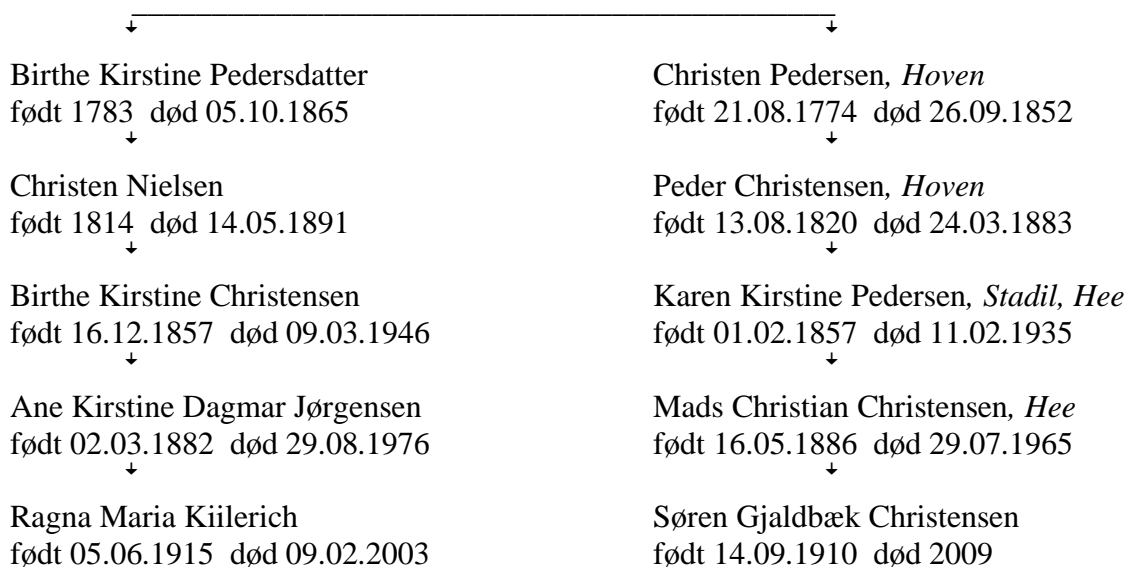 Birthe Kirstine Pedersdatter
født 1783 død 05.10.1865
Christen Nielsen
født 1814 død 14.05.1891
Birthe Kirstine Christensen
født 16.12.1857 død 09.03.1946
Ane Kirstine Dagmar Jørgensen
født 02.03.1882 død 29.08.1976
Ragna Maria Kiilerich
født 05.06.1915 død 09.02.2003
Christen Pedersen, Hoven
født 21.08.1774 død 26.09.1852
Peder Christensen, Hoven
født 13.08.1820 død 24.03.1883
Karen Kirstine Pedersen, Stadil, Hee
født 01.02.1857 død 11.02.1935
Mads Christian Christensen, Hee
født 16.05.1886 død 29.07.1965
Søren Gjaldbæk Christensen
født 14.09.1910 død 2009